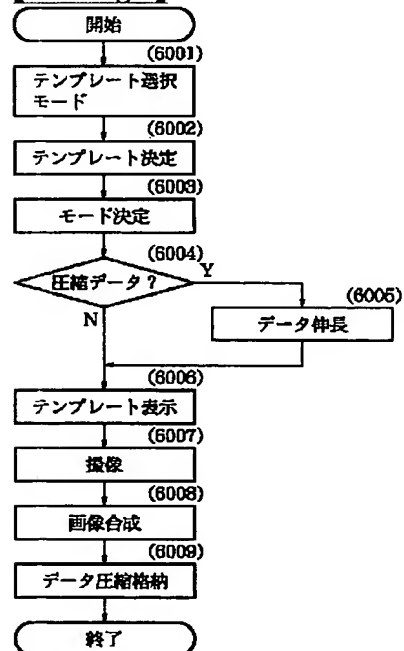 開始
(6001)
テンプレート選択
モード
(6002)
テンプレート決定
(6003)
モード決定
(6004)
圧縮データ？
Y
(6005)
N
データ伸長
(6006)
テンプレート表示
(6007)
撮像
(6008)
画像合成
(6009)
データ圧縮格納
終了